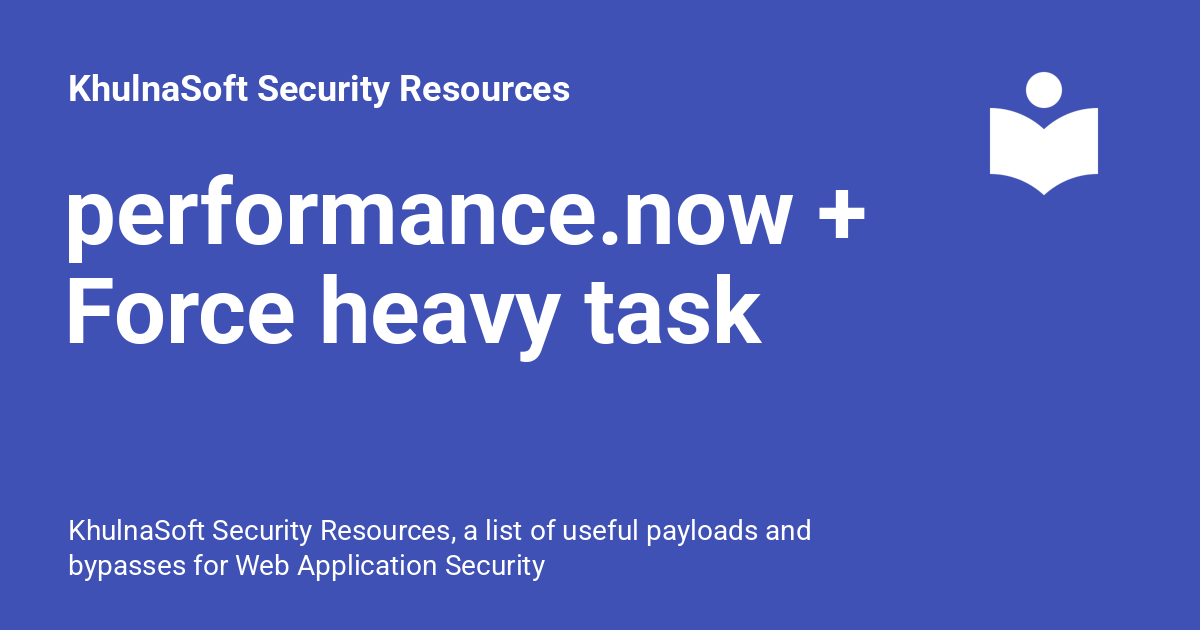 KhulnaSoft Security Resources
performance.now +
Force heavy task
KhulnaSoft Security Resources, a list of useful payloads and
bypasses for Web Application Security